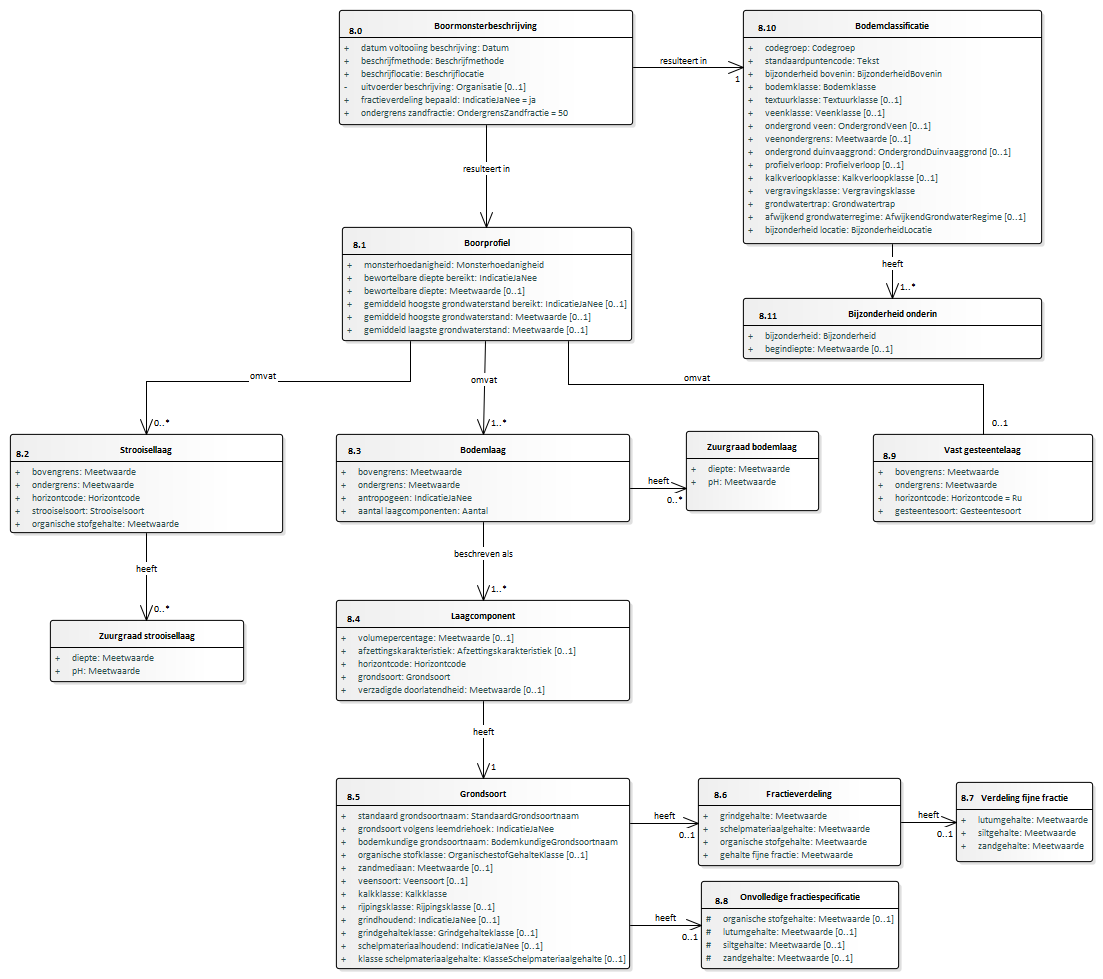 8.0 Boormonsterbeschrijving
+ datum voltooiing beschrijving: Datum
+ beschrijfmethode: Beschrijfmethode
+ beschrijflocatie: Beschrijflocatie
- uitvoerder beschrijving: Organisatie [0..1]
+ fractieverdeling bepaald: IndicatieJaNee = ja
+ ondergrens zandfractie: OndergrensZandfractie = 50
resulteert in
1
8.10 Bodemclassificatie
+ codegroep: Codegroep
+ standaardpuntencode: Tekst
+ bijzonderheid bovenin: BijzonderheidBovenin
+ bodemklasse: Bodemklasse
+ textuurklasse: Textuurklasse [0..1]
+ veenklasse: Veenklasse [0..1]
+ ondergrond veen: OndergrondVeen [0..1]
+ veenondergrens: Meetwaarde [0..1]
+ ondergrond duinvaaggrond: OndergrondDuinvaaggrond [0..1]
+ profielverloop: Profielverloop [0..1]
+ kalkverloopklasse: Kalkverloopklasse [0..1]
+ vergravingsklasse: Vergravingsklasse
+ grondwatertrap: Grondwatertrap
+ afwijkend grondwaterregime: AfwijkendGrondwaterRegime [0..1]
+ bijzonderheid locatie: BijzonderheidLocatie
resulteert in
heeft
1..*
8.1 Boorprofiel
+ monsterhoedanigheid: Monsterhoedanigheid
+ bewortelbare diepte bereikt: IndicatieJaNee
+ bewortelbare diepte: Meetwaarde [0..1]
+ gemiddeld hoogste grondwaterstand bereikt: IndicatieJaNee [0..1]
+ gemiddeld hoogste grondwaterstand: Meetwaarde [0..1]
+ gemiddeld laagste grondwaterstand: Meetwaarde [0..1]
8.11 Bijzonderheid onderin
+ bijzonderheid: Bijzonderheid
+ begindiepte: Meetwaarde [0..1]
omvat
omvat
omvat
0..*
1..*
0..1
8.2 Strooisellaag
+ bovengrens: Meetwaarde
+ ondergrens: Meetwaarde
+ horizontcode: Horizontcode
+ strooiselsoort: Strooiselsoort
+ organische stofgehalte: Meetwaarde
8.3 Bodemlaag
+ bovengrens: Meetwaarde
+ ondergrens: Meetwaarde
+ antropogeen: IndicatieJaNee
+ aantal laagcomponenten: Aantal
heeft
0..*
Zuurgraad bodemlaag
+ diepte: Meetwaarde
+ pH: Meetwaarde
8.9 Vast gesteentelaag
+ bovengrens: Meetwaarde
+ ondergrens: Meetwaarde
+ horizontcode: Horizontcode = Ru
+ gesteentesoort: Gesteentesoort
heeft
0..*
Zuurgraad strooisellaag
+ diepte: Meetwaarde
+ pH: Meetwaarde
beschreven als
1..*
8.4 Laagcomponent
+ volumepercentage: Meetwaarde [0..1]
+ afzettingskarakteristiek: Afzettingskarakteristiek [0..1]
+ horizontcode: Horizontcode
+ grondsoort: Grondsoort
+ verzadigde doorlatendheid: Meetwaarde [0..1]
heeft
1
8.5 Grondsoort
+ standaard grondsoortnaam: StandaardGrondsoortnaam
+ grondsoort volgens leemdriehoek: IndicatieJaNee
+ bodemkundige grondsoortnaam: BodemkundigeGrondsoortnaam
+ organische stofklasse: OrganischestofGehalteKlasse [0..1]
+ zandmediaan: Meetwaarde [0..1]
+ veensoort: Veensoort [0..1]
+ kalkklasse: Kalkklasse
+ rijpingsklasse: Rijpingsklasse [0..1]
+ grindhoudend: IndicatieJaNee [0..1]
+ grindgehalteklasse: Grindgehalteklasse [0..1]
+ schelpmateriaalhoudend: IndicatieJaNee [0..1]
+ klasse schelpmateriaalgehalte: KlasseSchelpmateriaalgehalte [0..1]
heeft
0..1
8.6 Fractieverdeling
+ grindgehalte: Meetwaarde
+ schelpmateriaalgehalte: Meetwaarde
+ organische stofgehalte: Meetwaarde
+ gehalte fijne fractie: Meetwaarde
heeft
0..1
8.7 Verdeling fijne fractie
+ lutumgehalte: Meetwaarde
+ siltgehalte: Meetwaarde
+ zandgehalte: Meetwaarde
heeft
0..1
8.8 Onvolledige fractiespecificatie
# organische stofgehalte: Meetwaarde [0..1]
# lutumgehalte: Meetwaarde [0..1]
# siltgehalte: Meetwaarde [0..1]
# zandgehalte: Meetwaarde [0..1]